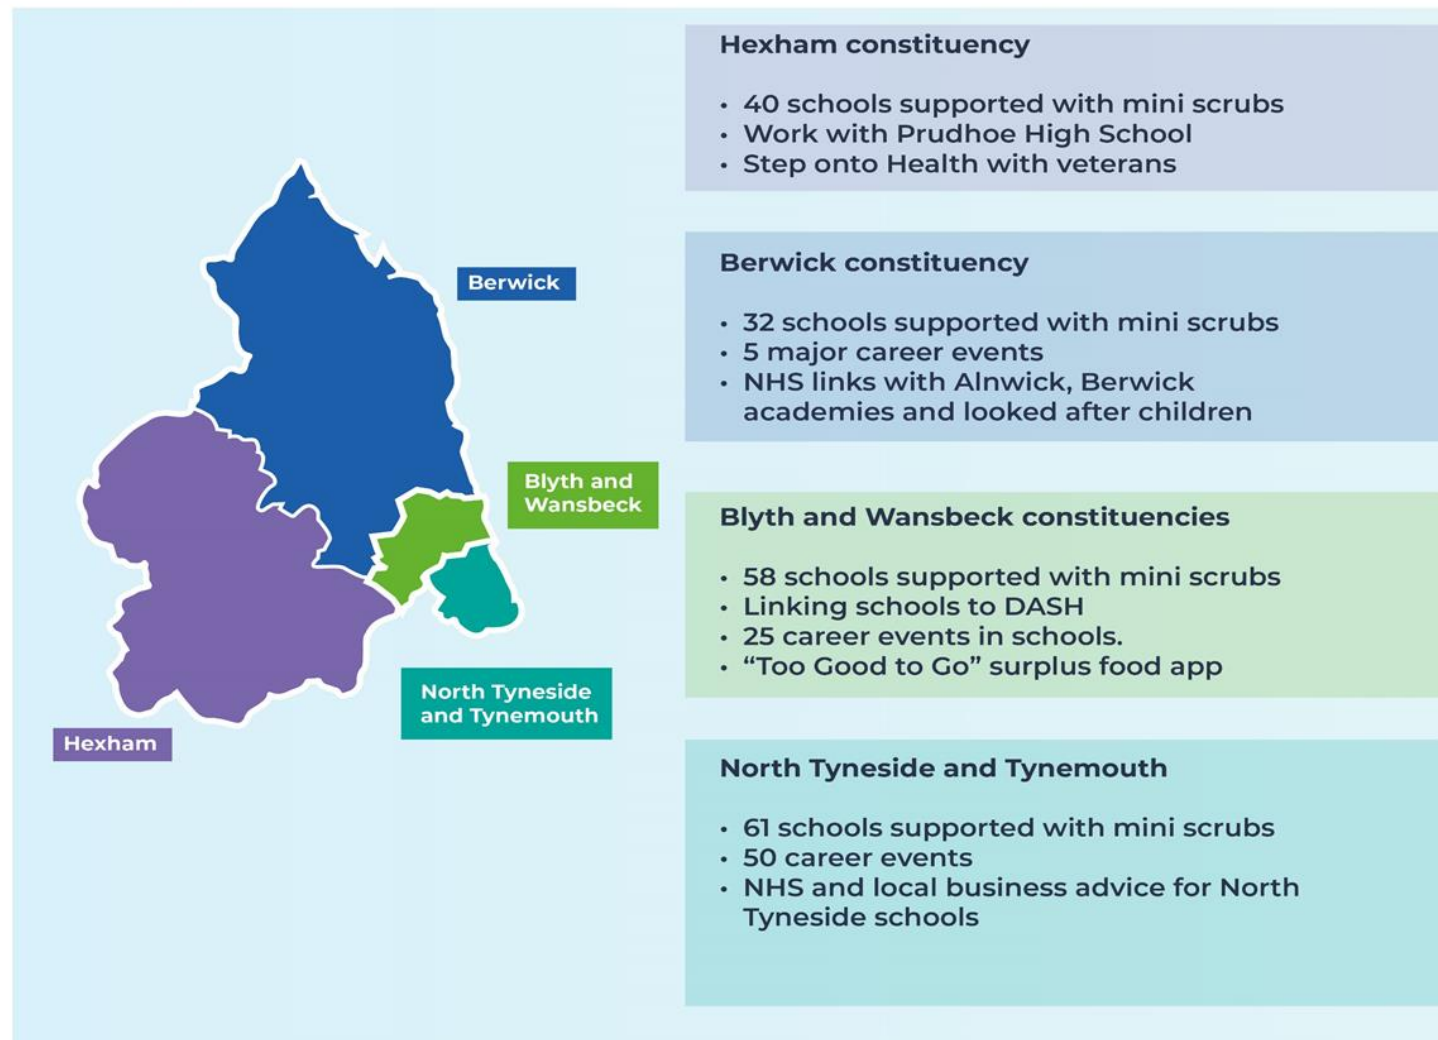 Hexham constituency
• 40 schools supported with mini scrubs
• Work with Prudhoe High School
• Step onto Health with veterans
Berwick
Berwick constituency
• 32 schools supported with mini scrubs
• 5 major career events
• NHS links with Alnwick, Berwick
academies and looked after children
Blyth and
Wansbeck
Blyth and Wansbeck constituencies
• 58 schools supported with mini scrubs
• Linking schools to DASH
• 25 career events in schools.
• “Too Good to Go” surplus food app
North Tyneside
and Tynemouth
Hexham
North Tyneside and Tynemouth
• 61 schools supported with mini scrubs
• 50 career events
• NHS and local business advice for North
Tyneside schools